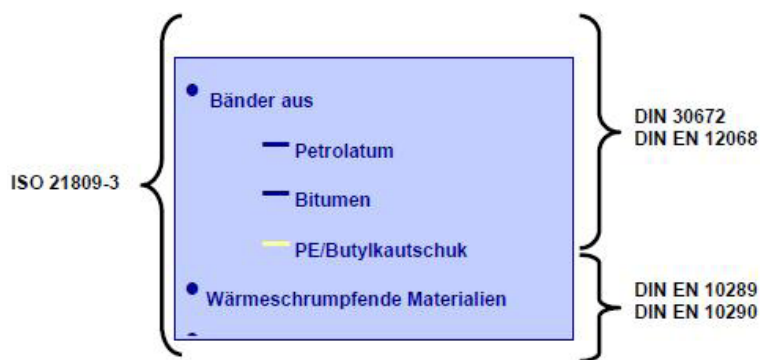 ISO 21809-3
Bänder aus
Petrolatum
Bitumen
PE/Butylkautschuk
Wärmeschrumpfende Materialien
DIN 30672
DIN EN 12068
DIN EN 10289
DIN EN 10290